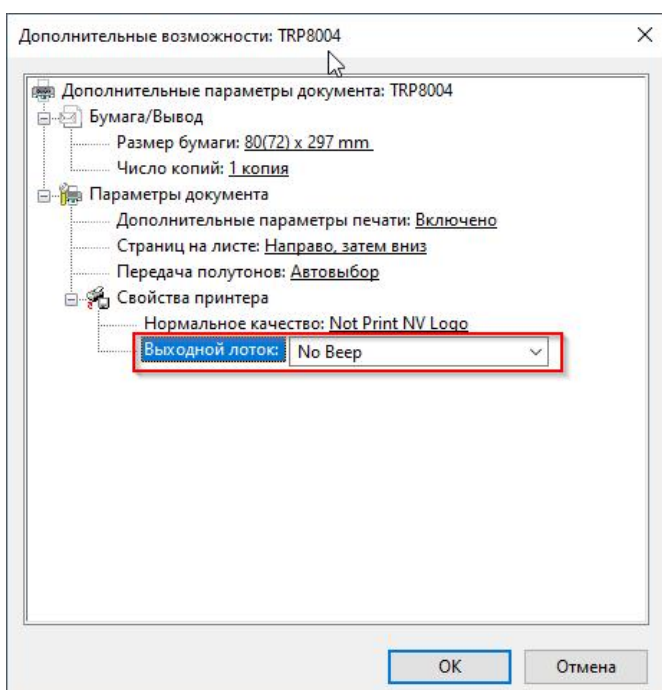 Дополнительные возможности: TRP8004
Дополнительные параметры документа: TRP8004
Бумага/Вывод
Размер бумаги: 80(72) x 297 mm
Число копий: 1 копия
Параметры документа
Дополнительные параметры печати: Включено
Страниц на листе: Направо, затем вниз
Передача полутонов: Автовыбор
Свойства принтера
Нормальное качество: Not Print NV Logo
Выходной лоток: No Beep
OK Отмена